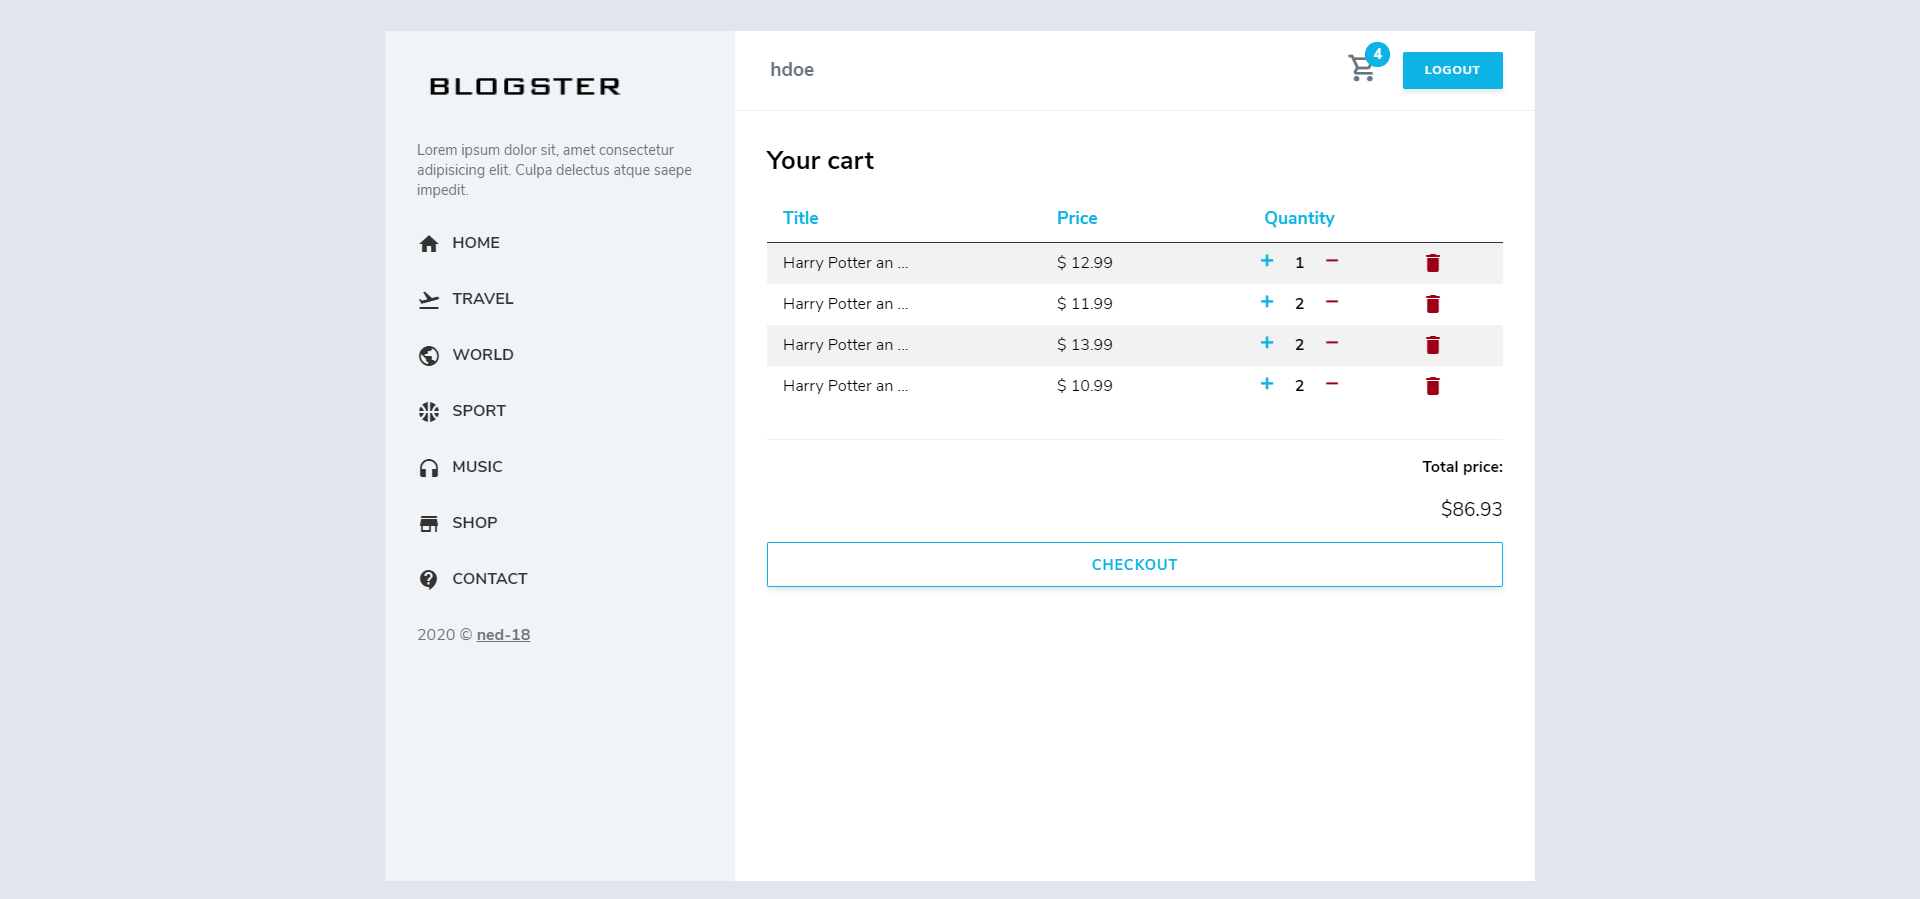 BLOGSTER
Lorem ipsum dolor sit, amet consectetur
adipisicing elit. Culpa delectus atque saepe
impedit.
HOME
TRAVEL
WORLD
SPORT
MUSIC
SHOP
CONTACT
2020 © ned-18
hdoe
4
LOGOUT
Your cart
Title Price Quantity
Harry Potter an ... $ 12.99 + 1 −
Harry Potter an ... $ 11.99 + 2 −
Harry Potter an ... $ 13.99 + 2 −
Harry Potter an ... $ 10.99 + 2 −
Total price:
$86.93
CHECKOUT